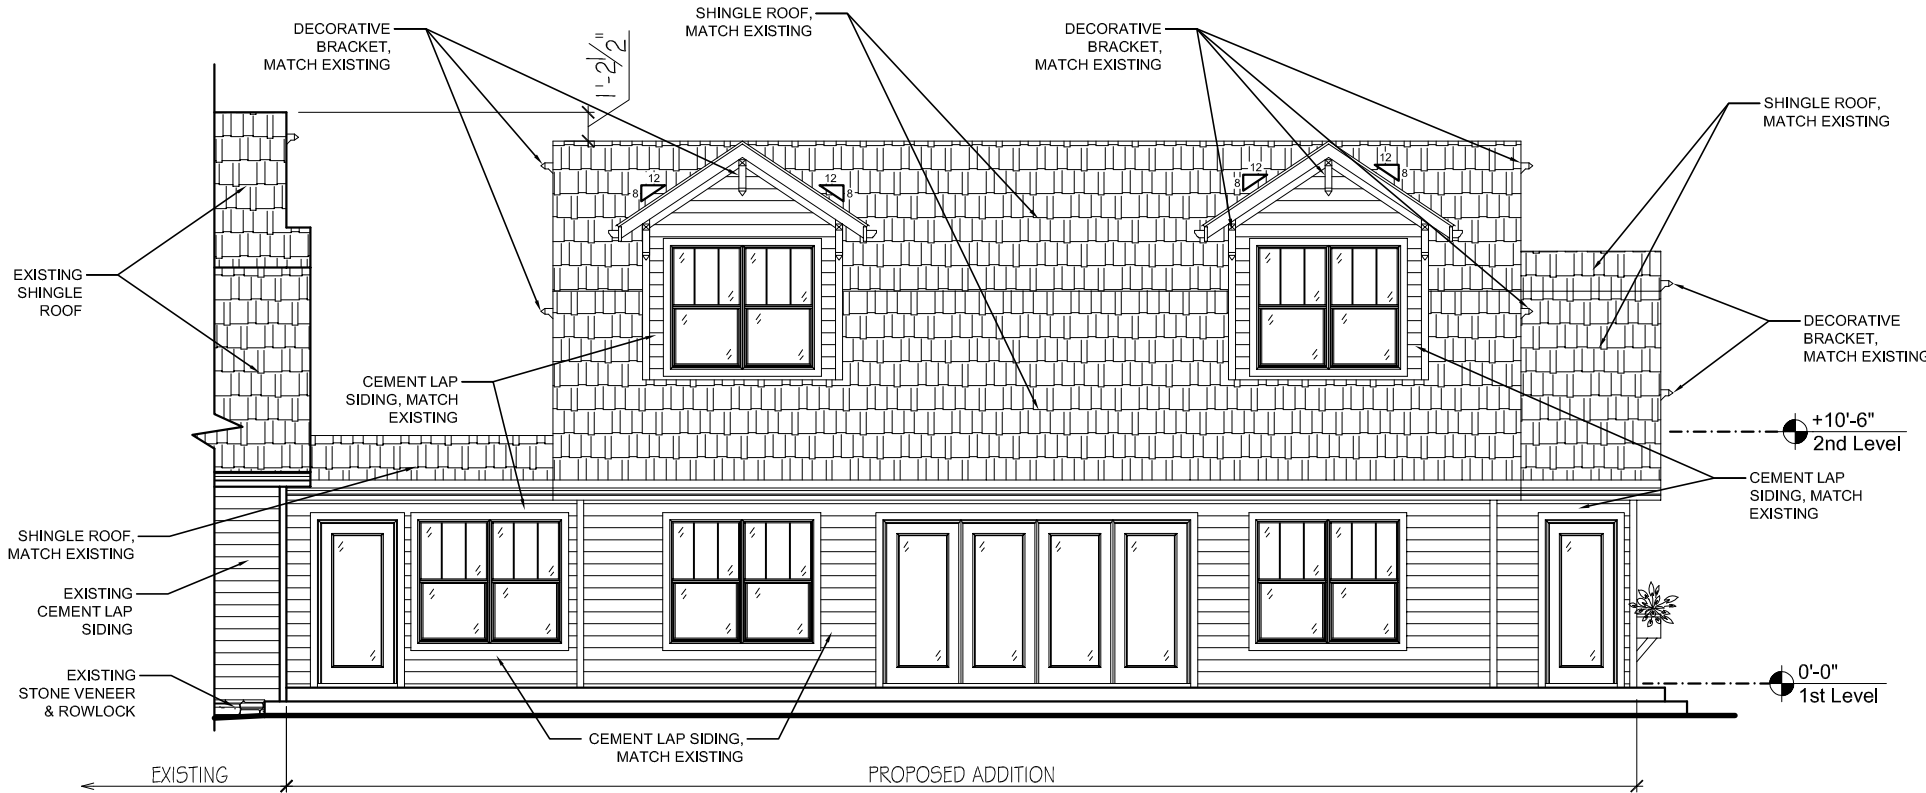 SHINGLE ROOF,
MATCH EXISTING
DECORATIVE
BRACKET,
MATCH EXISTING
1'-2½"
DECORATIVE
BRACKET,
MATCH EXISTING
SHINGLE ROOF,
MATCH EXISTING
12
8
12
8
12
8
12
8
EXISTING
SHINGLE
ROOF
DECORATIVE
BRACKET,
MATCH EXISTING
CEMENT LAP
SIDING, MATCH
EXISTING
+10'-6"
2nd Level
CEMENT LAP
SIDING, MATCH
EXISTING
SHINGLE ROOF,
MATCH EXISTING
EXISTING
CEMENT LAP
SIDING
EXISTING
STONE VENEER
& ROWLOCK
0'-0"
1st Level
CEMENT LAP SIDING,
MATCH EXISTING
EXISTING
PROPOSED ADDITION